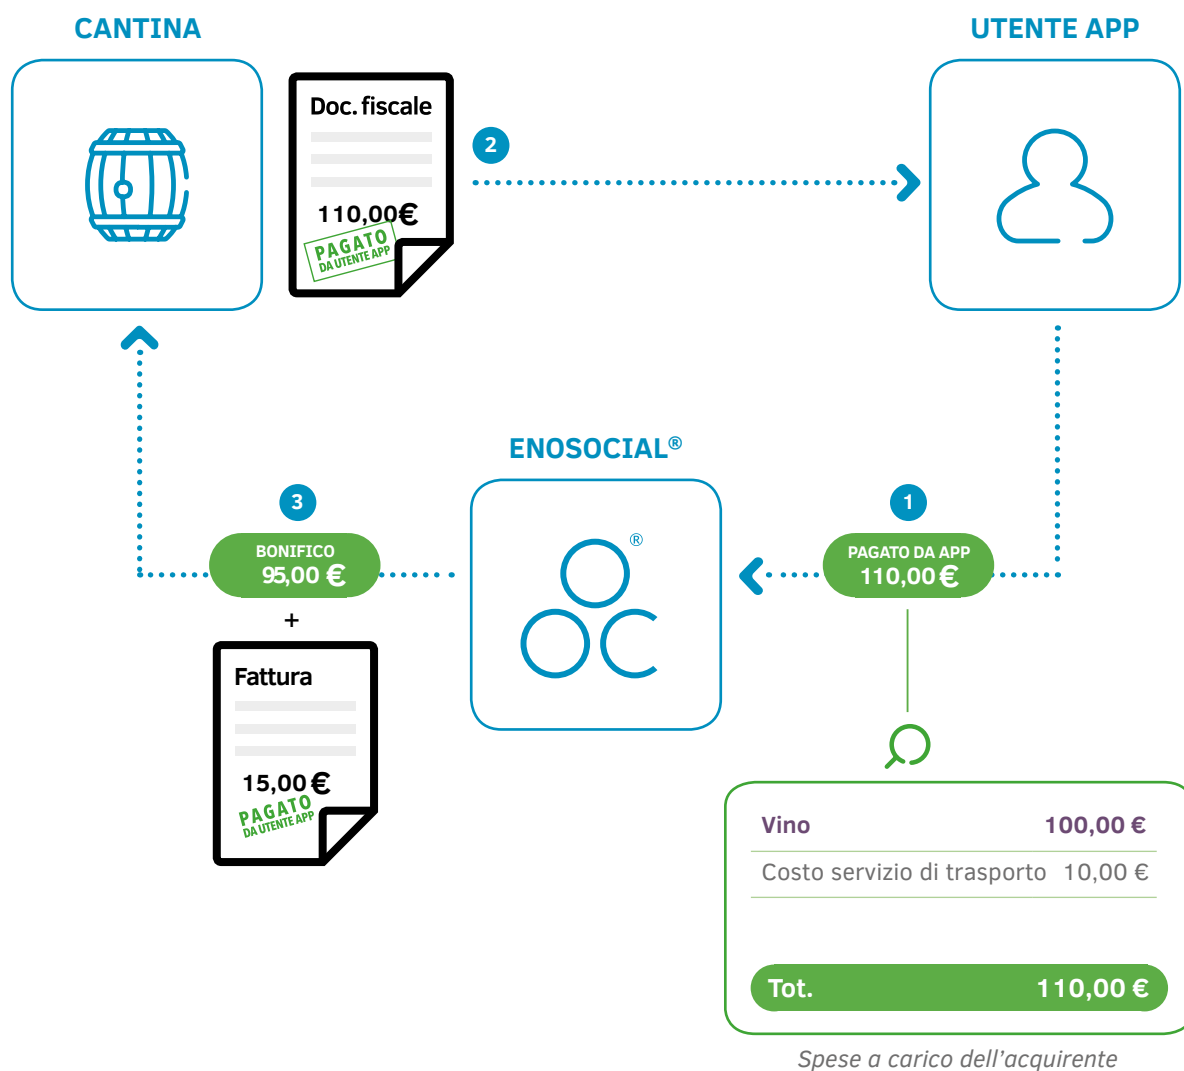 CANTINA
UTENTE APP
Doc. fiscale
110,00€
PAGATO
DA UTENTE APP
2
ENOSOCIAL®
3
BONIFICO
95,00 €
+
Fattura
15,00 €
PAGATO
DA UTENTE APP
®
1
PAGATO DA APP
110,00 €
Vino 100,00 €
Costo servizio di trasporto 10,00 €
Tot. 110,00 €
Spese a carico dell'acquirente